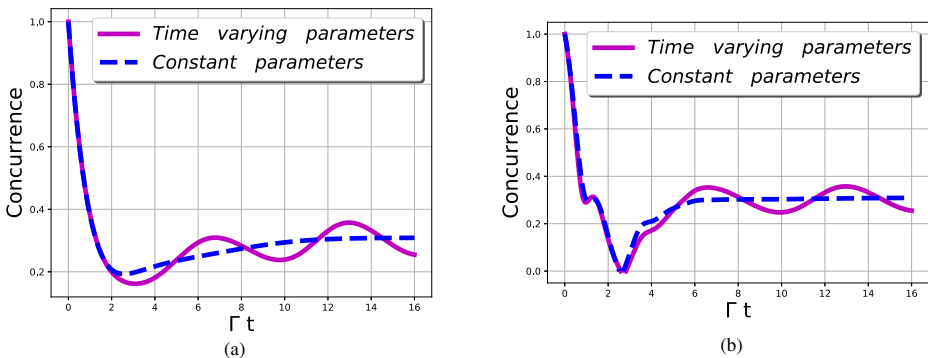 Time varying parameters
Constant parameters
Concurrence
1.0
0.8
0.6
0.4
0.2
0 2 4 6 8 10 12 14 16
Γ t
(a)
Time varying parameters
Constant parameters
Concurrence
1.0
0.8
0.6
0.4
0.2
0.0
0 2 4 6 8 10 12 14 16
Γ t
(b)